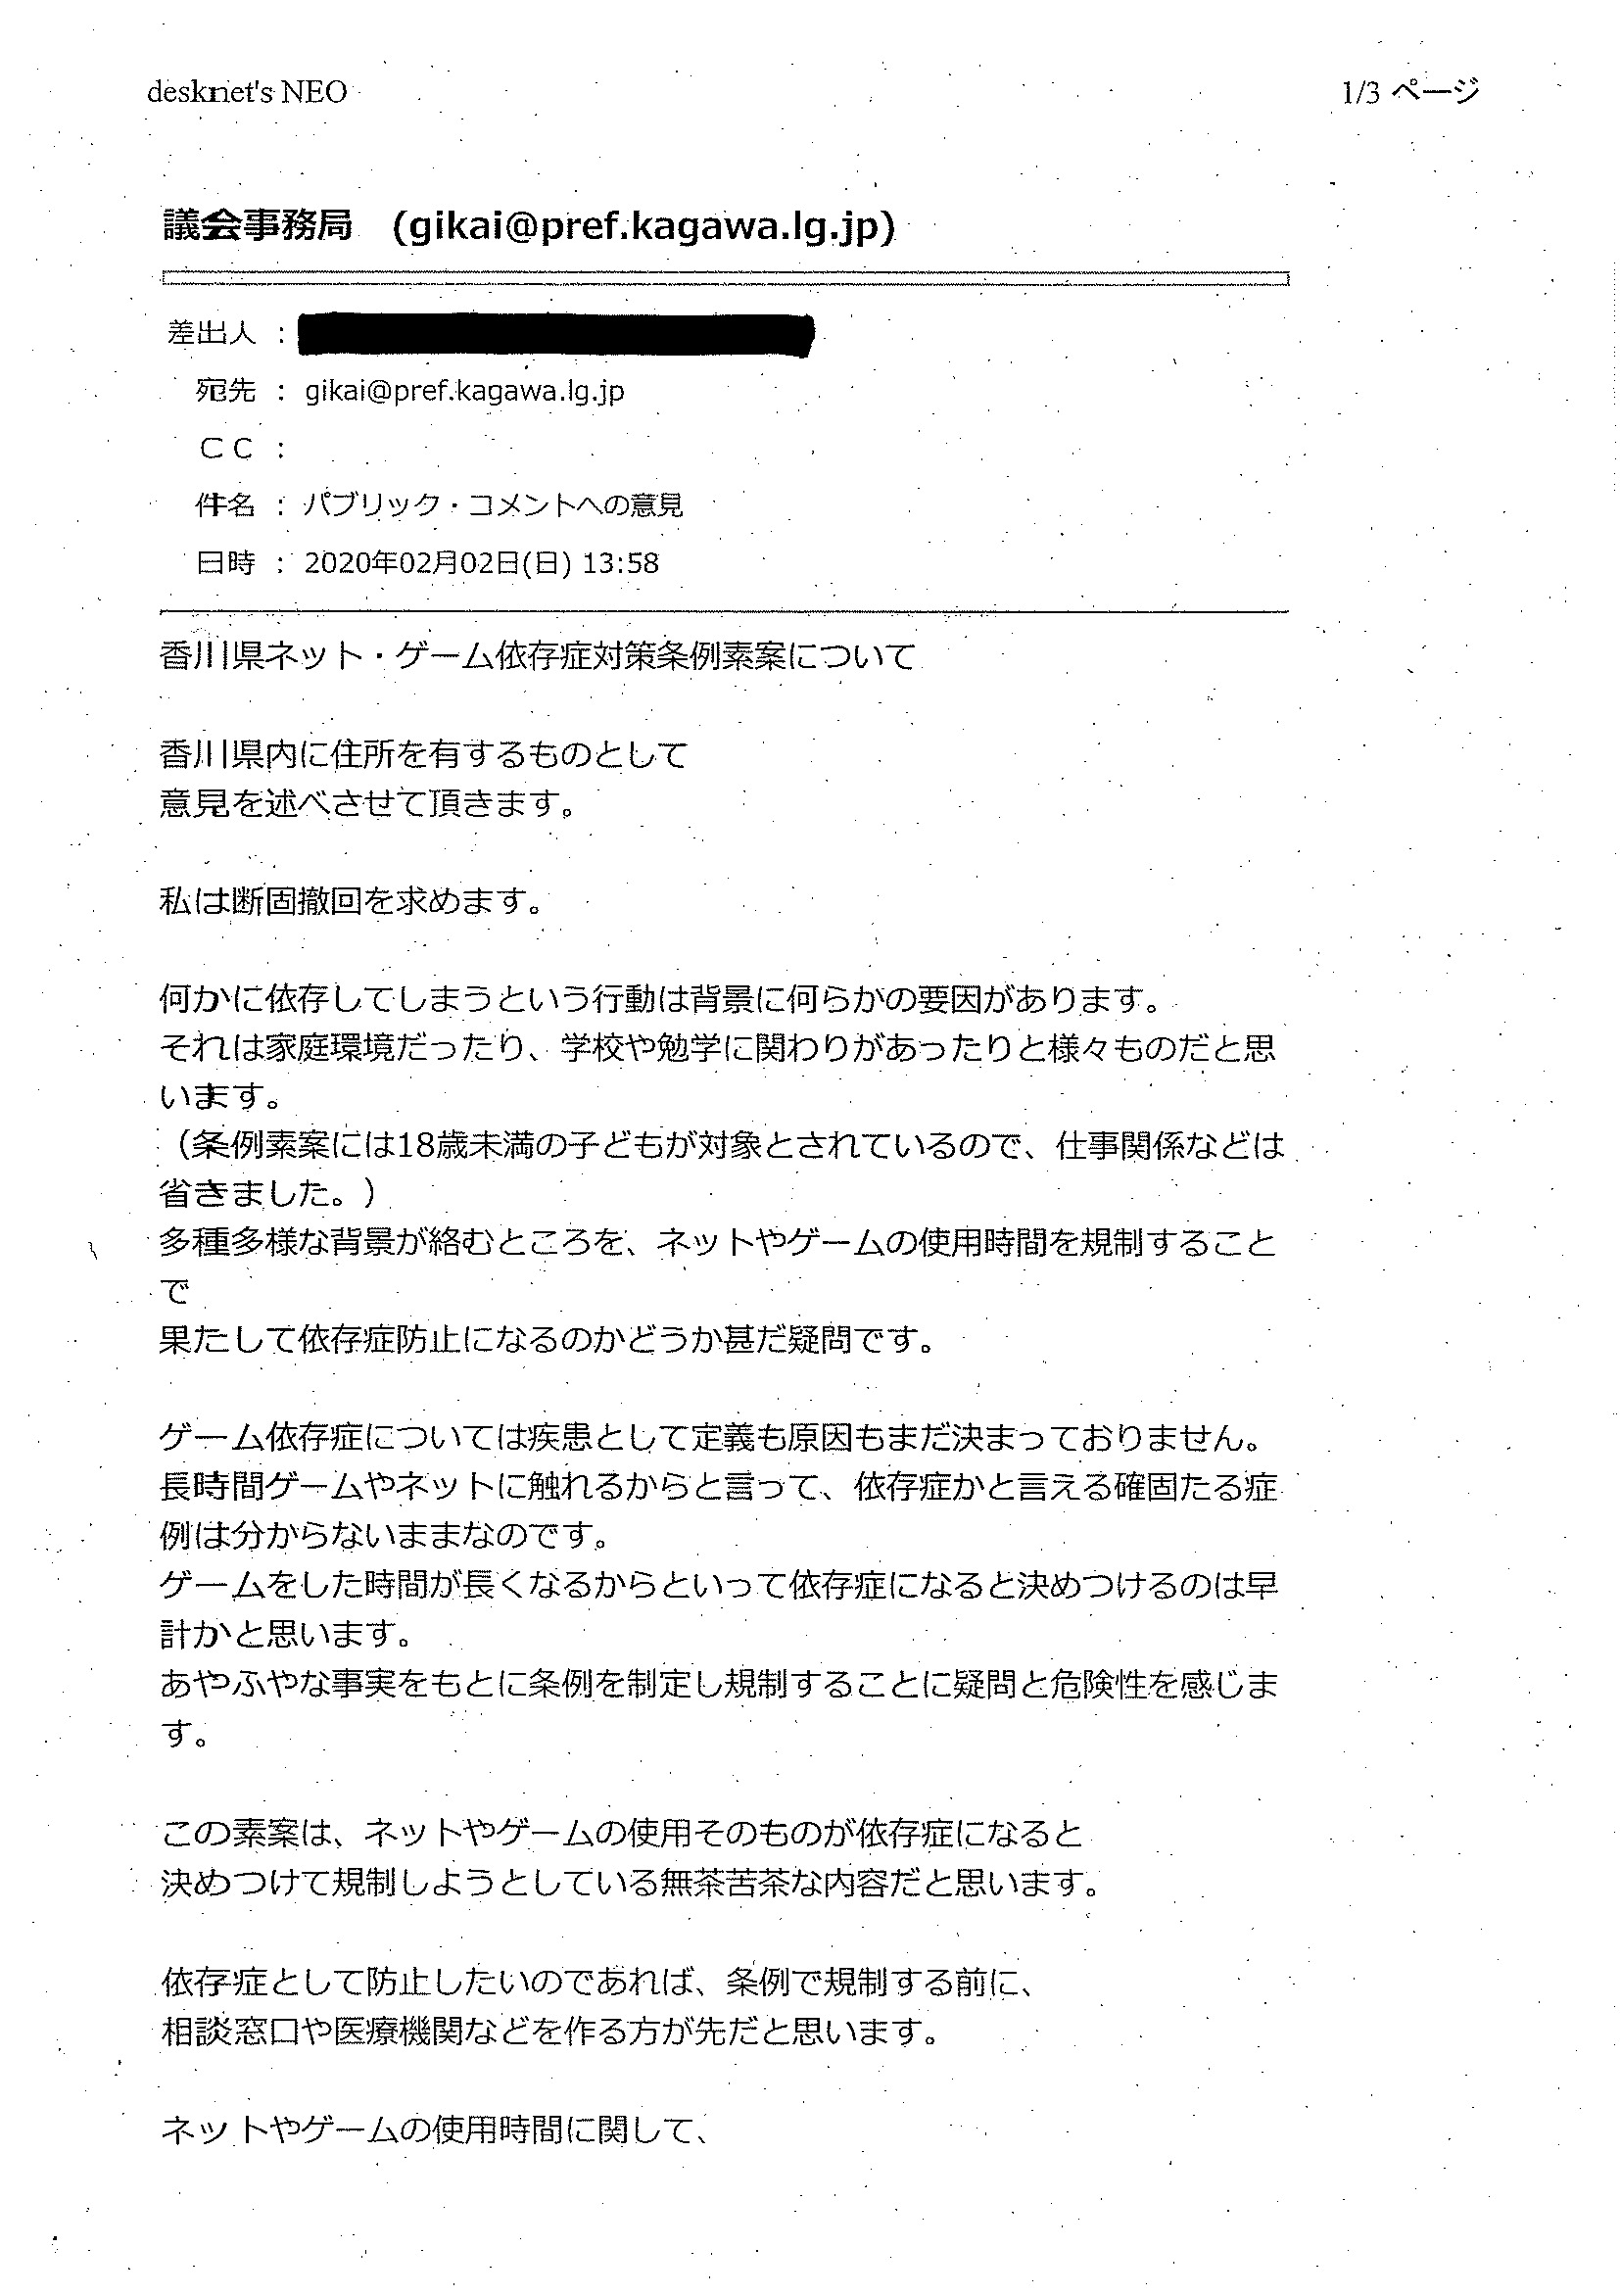 desknet's NEO
1/3 ページ
議会事務局 (gikai@pref.kagawa.lg.jp)
差出人 :
宛先 : gikai@pref.kagawa.lg.jp
ＣＣ :
件名 : パブリック・コメントへの意見
日時 : 2020年02月02日(日) 13:58
香川県ネット・ゲーム依存症対策条例素案について
香川県内に住所を有するものとして
意見を述べさせて頂きます。
私は断固撤回を求めます。
何かに依存してしまうという行動は背景に何らかの要因があります。
それは家庭環境だったり、学校や勉学に関わりがあったりと様々ものだと思
います。
（条例素案には18歳未満の子どもが対象とされているので、仕事関係などは
省きました。）
多種多様な背景が絡むところを、ネットやゲームの使用時間を規制すること
で
果たして依存症防止になるのかどうか甚だ疑問です。
ゲーム依存症については疾患として定義も原因もまだ決まっておりません。
長時間ゲームやネットに触れるからと言って、依存症かと言える確固たる症
例は分からないままなのです。
ゲームをした時間が長くなるからといって依存症になると決めつけるのは早
計かと思います。
あやふやな事実をもとに条例を制定し規制することに疑問と危険性を感じま
す。
この素案は、ネットやゲームの使用そのものが依存症になると
決めつけて規制しようとしている無茶苦茶な内容だと思います。
依存症として防止したいのであれば、条例で規制する前に、
相談窓口や医療機関などを作る方が先だと思います。
ネットやゲームの使用時間に関して、